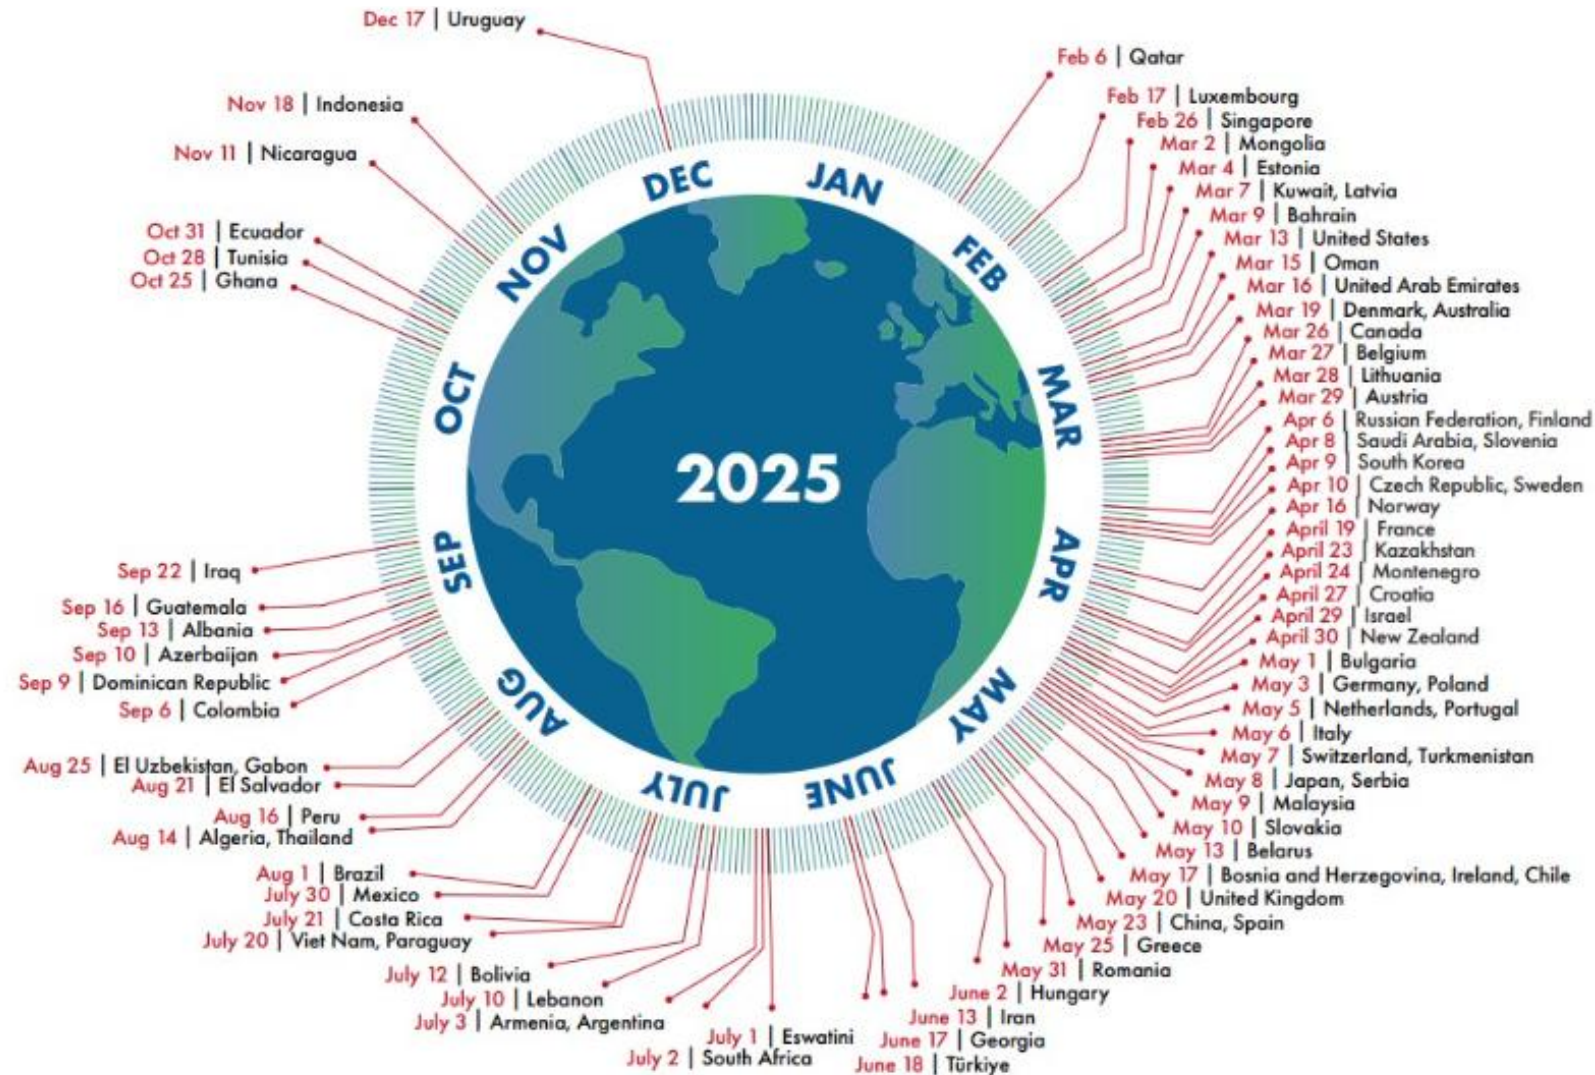 Dec 17 | Uruguay
Nov 18 | Indonesia
Nov 11 | Nicaragua
Oct 31 | Ecuador
Oct 28 | Tunisia
Oct 25 | Ghana
Sep 22 | Iraq
Sep 16 | Guatemala
Sep 13 | Albania
Sep 10 | Azerbaijan
Sep 9 | Dominican Republic
Sep 6 | Colombia
Aug 25 | El Uzbekistan, Gabon
Aug 21 | El Salvador
Aug 16 | Peru
Aug 14 | Algeria, Thailand
Aug 1 | Brazil
July 30 | Mexico
July 21 | Costa Rica
July 20 | Viet Nam, Paraguay
July 12 | Bolivia
July 10 | Lebanon
July 3 | Armenia, Argentina
July 2 | South Africa
July 1 | Eswatini
Feb 6 | Qatar
Feb 17 | Luxembourg
Feb 26 | Singapore
Mar 2 | Mongolia
Mar 4 | Estonia
Mar 7 | Kuwait, Latvia
Mar 9 | Bahrain
Mar 13 | United States
Mar 15 | Oman
Mar 16 | United Arab Emirates
Mar 19 | Denmark, Australia
Mar 26 | Canada
Mar 27 | Belgium
Mar 28 | Lithuania
Mar 29 | Austria
Apr 6 | Russian Federation, Finland
Apr 8 | Saudi Arabia, Slovenia
Apr 9 | South Korea
Apr 10 | Czech Republic, Sweden
Apr 16 | Norway
April 19 | France
April 23 | Kazakhstan
April 24 | Montenegro
April 27 | Croatia
April 29 | Israel
April 30 | New Zealand
May 1 | Bulgaria
May 3 | Germany, Poland
May 5 | Netherlands, Portugal
May 6 | Italy
May 7 | Switzerland, Turkmenistan
May 8 | Japan, Serbia
May 9 | Malaysia
May 10 | Slovakia
May 13 | Belarus
May 17 | Bosnia and Herzegovina, Ireland, Chile
May 20 | United Kingdom
May 23 | China, Spain
May 25 | Greece
May 31 | Romania
June 2 | Hungary
June 13 | Iran
June 17 | Georgia
June 18 | Türkiye
JAN
FEB
MAR
APR
MAY
JUNE
JULY
AUG
SEP
OCT
NOV
DEC
2025